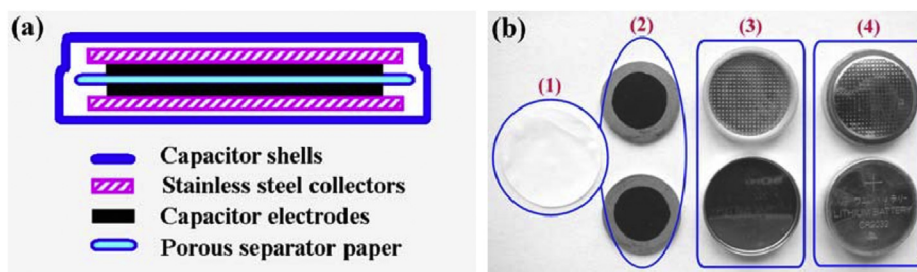 (a)
Capacitor shells
Stainless steel collectors
Capacitor electrodes
Porous separator paper
(b)
(1)
(2)
(3)
(4)
LITHIUM BATTERY